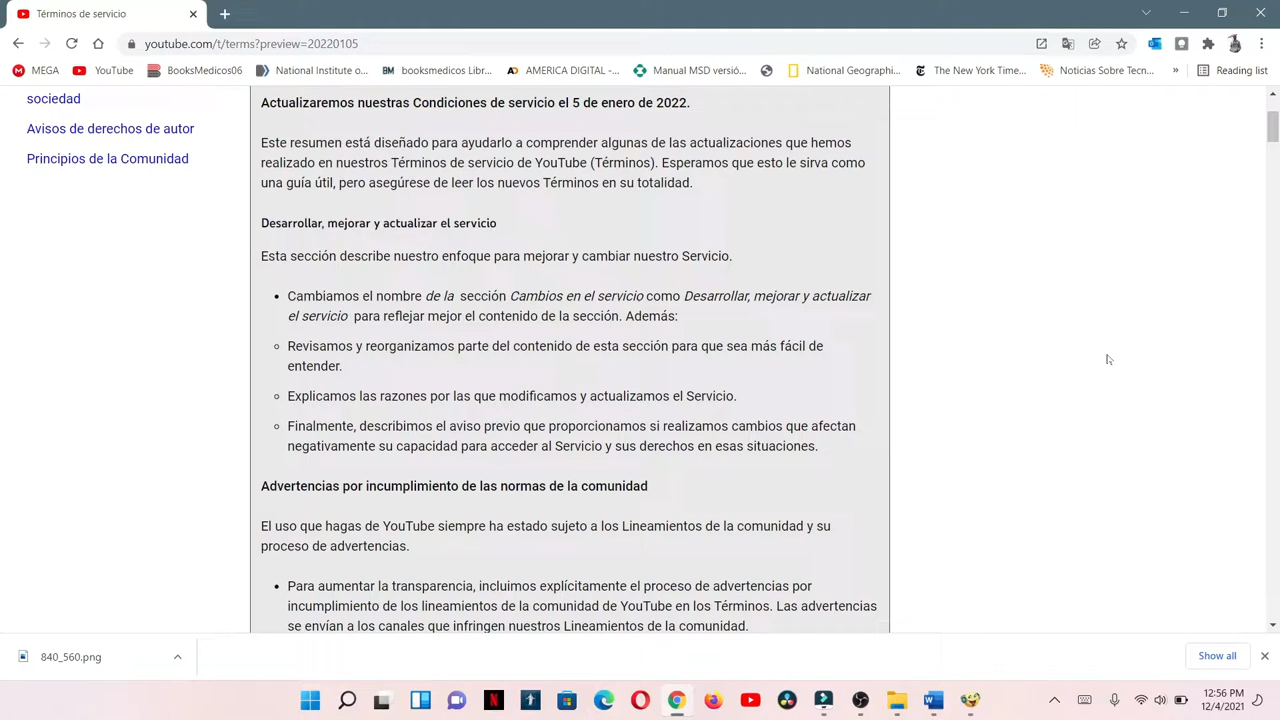 Términos de servicio
youtube.com/t/terms?preview=20220105
MEGA
YouTube
BooksMedicos06
National Institute o...
booksmedicos Libr...
AMERICA DIGITAL -...
Manual MSD versió...
National Geographi...
The New York Time...
Noticias Sobre Tecn...
»
Reading list
sociedad
Avisos de derechos de autor
Principios de la Comunidad
Actualizaremos nuestras Condiciones de servicio el 5 de enero de 2022.
Este resumen está diseñado para ayudarlo a comprender algunas de las actualizaciones que hemos
realizado en nuestros Términos de servicio de YouTube (Términos). Esperamos que esto le sirva como
una guía útil, pero asegúrese de leer los nuevos Términos en su totalidad.
Desarrollar, mejorar y actualizar el servicio
Esta sección describe nuestro enfoque para mejorar y cambiar nuestro Servicio.
• Cambiamos el nombre de la sección Cambios en el servicio como Desarrollar, mejorar y actualizar
el servicio para reflejar mejor el contenido de la sección. Además:
◦ Revisamos y reorganizamos parte del contenido de esta sección para que sea más fácil de
entender.
◦ Explicamos las razones por las que modificamos y actualizamos el Servicio.
◦ Finalmente, describimos el aviso previo que proporcionamos si realizamos cambios que afectan
negativamente su capacidad para acceder al Servicio y sus derechos en esas situaciones.
Advertencias por incumplimiento de las normas de la comunidad
El uso que hagas de YouTube siempre ha estado sujeto a los Lineamientos de la comunidad y su
proceso de advertencias.
• Para aumentar la transparencia, incluimos explícitamente el proceso de advertencias por
incumplimiento de los lineamientos de la comunidad de YouTube en los Términos. Las advertencias
se envían a los canales que infringen nuestros Lineamientos de la comunidad.
840_560.png
Show all
12:56 PM
12/4/2021